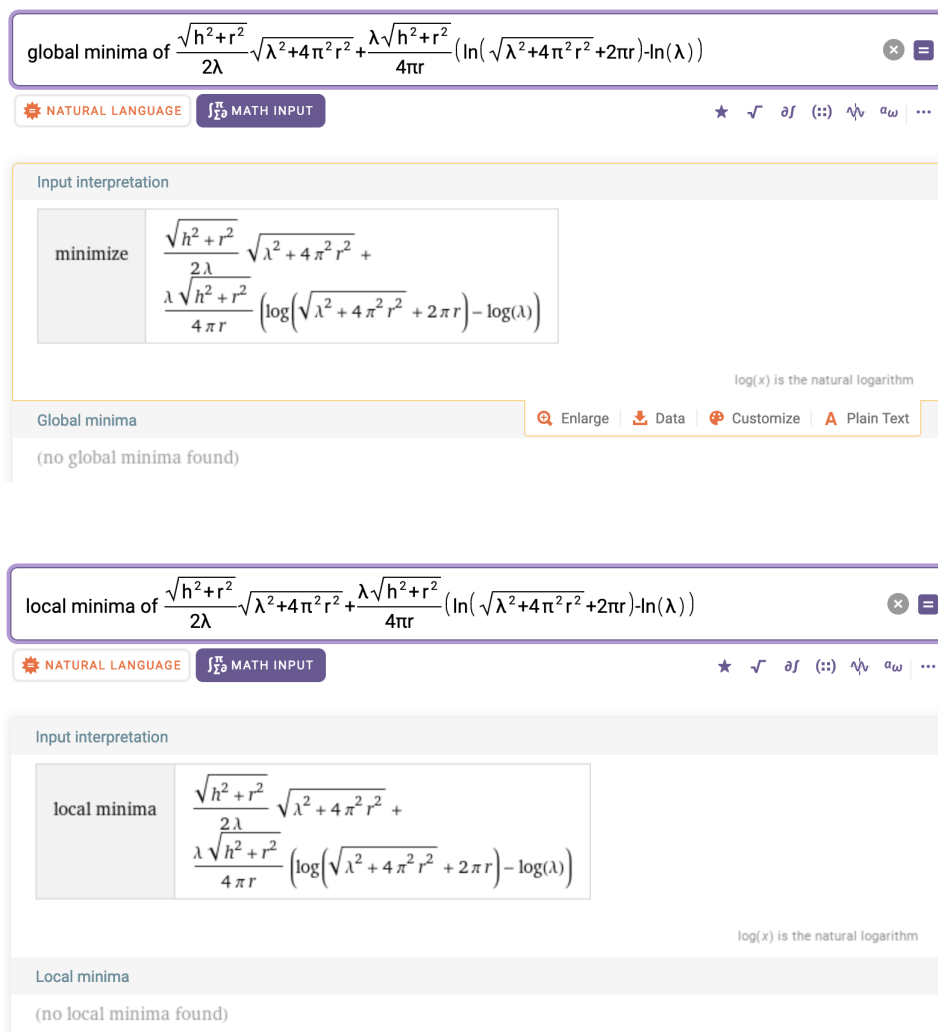 global minima of √(h²+r²)/2λ √(λ²+4π²r²) + λ√(h²+r²)/4πr (ln(√(λ²+4π²r²)+2πr)-ln(λ))
NATURAL LANGUAGE ∫π Σ∂ MATH INPUT ★ √ ∂∫ (::) αω ···
Input interpretation
minimize √(h² + r²)/2λ √(λ² + 4π²r²) +
λ√(h² + r²)/4πr (log(√(λ² + 4π²r²) + 2πr) − log(λ))
log(x) is the natural logarithm
Global minima Enlarge Data Customize A Plain Text
(no global minima found)
local minima of √(h²+r²)/2λ √(λ²+4π²r²) + λ√(h²+r²)/4πr (ln(√(λ²+4π²r²)+2πr)-ln(λ))
NATURAL LANGUAGE ∫π Σ∂ MATH INPUT ★ √ ∂∫ (::) αω ···
Input interpretation
local minima √(h² + r²)/2λ √(λ² + 4π²r²) +
λ√(h² + r²)/4πr (log(√(λ² + 4π²r²) + 2πr) − log(λ))
log(x) is the natural logarithm
Local minima
(no local minima found)